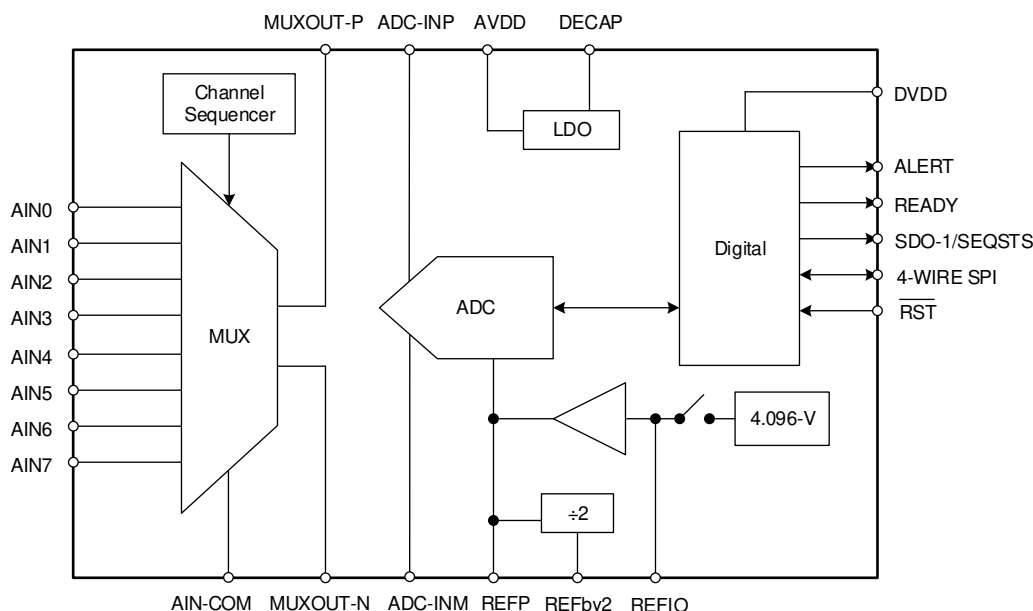 MUXOUT-P ADC-INP AVDD DECAP
Channel
Sequencer
LDO
DVDD
ALERT
READY
SDO-1/SEQSTS
4-WIRE SPI
RST
Digital
AIN0
AIN1
AIN2
AIN3
AIN4
AIN5
AIN6
AIN7
MUX
ADC
4.096-V
÷2
AIN-COM MUXOUT-N ADC-INM REFP REFby2 REFIO